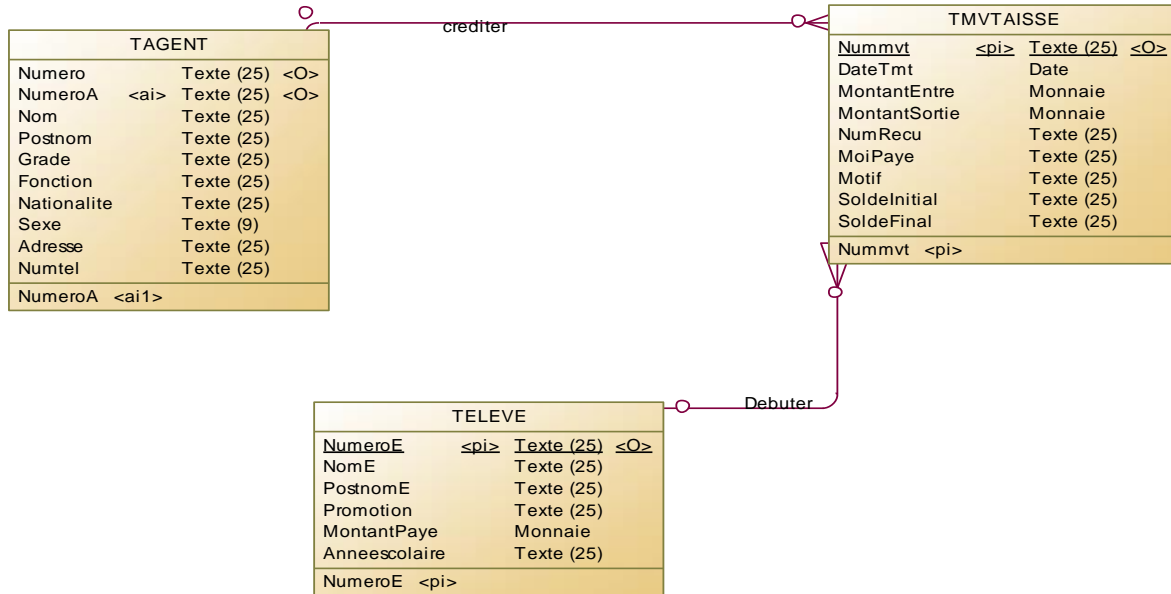 crediter
TAGENT
Numero Texte (25) <O>
NumeroA <ai> Texte (25) <O>
Nom Texte (25)
Postnom Texte (25)
Grade Texte (25)
Fonction Texte (25)
Nationalite Texte (25)
Sexe Texte (9)
Adresse Texte (25)
Numtel Texte (25)
NumeroA <ai1>
TMVTAISSE
Nummvt <pi> Texte (25) <O>
DateTmt Date
MontantEntre Monnaie
MontantSortie Monnaie
NumRecu Texte (25)
MoiPaye Texte (25)
Motif Texte (25)
SoldeInitial Texte (25)
SoldeFinal Texte (25)
Nummvt <pi>
Debuter
TELEVE
NumeroE <pi> Texte (25) <O>
NomE Texte (25)
PostnomE Texte (25)
Promotion Texte (25)
MontantPaye Monnaie
Anneescolaire Texte (25)
NumeroE <pi>